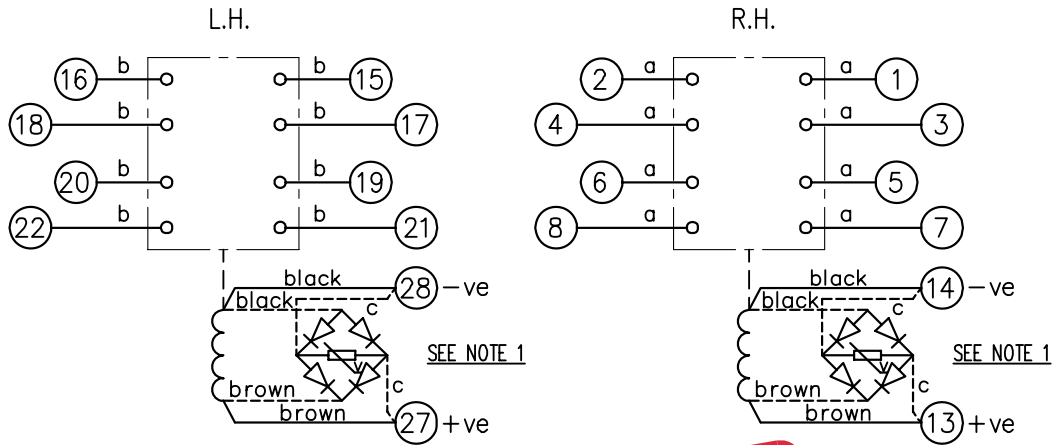 L.H. R.H.
16 b b 15 2 a a 1
18 b b 17 4 a a 3
20 b b 19 6 a a 5
22 b b 21 8 a a 7
black 28 -ve black 14 -ve
black c black c
V SEE NOTE 1 V SEE NOTE 1
brown c brown c
brown 27 +ve brown 13 +ve